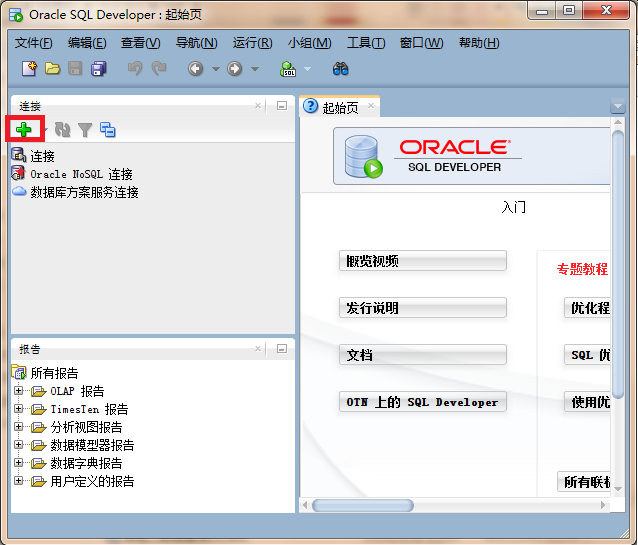 Oracle SQL Developer : 起始页
文件(F) 编辑(E) 查看(V) 导航(N) 运行(R) 小组(M) 工具(T) 窗口(W) 帮助(H)
SQL
连接
连接
Oracle NoSQL 连接
数据库方案服务连接
报告
所有报告
OLAP 报告
TimesTen 报告
分析视图报告
数据模型器报告
数据字典报告
用户定义的报告
起始页
ORACLE
SQL DEVELOPER
入门
概览视频
发行说明
文档
OTN 上的 SQL Developer
专题教程
优化程
SQL 优
使用优
所有联机